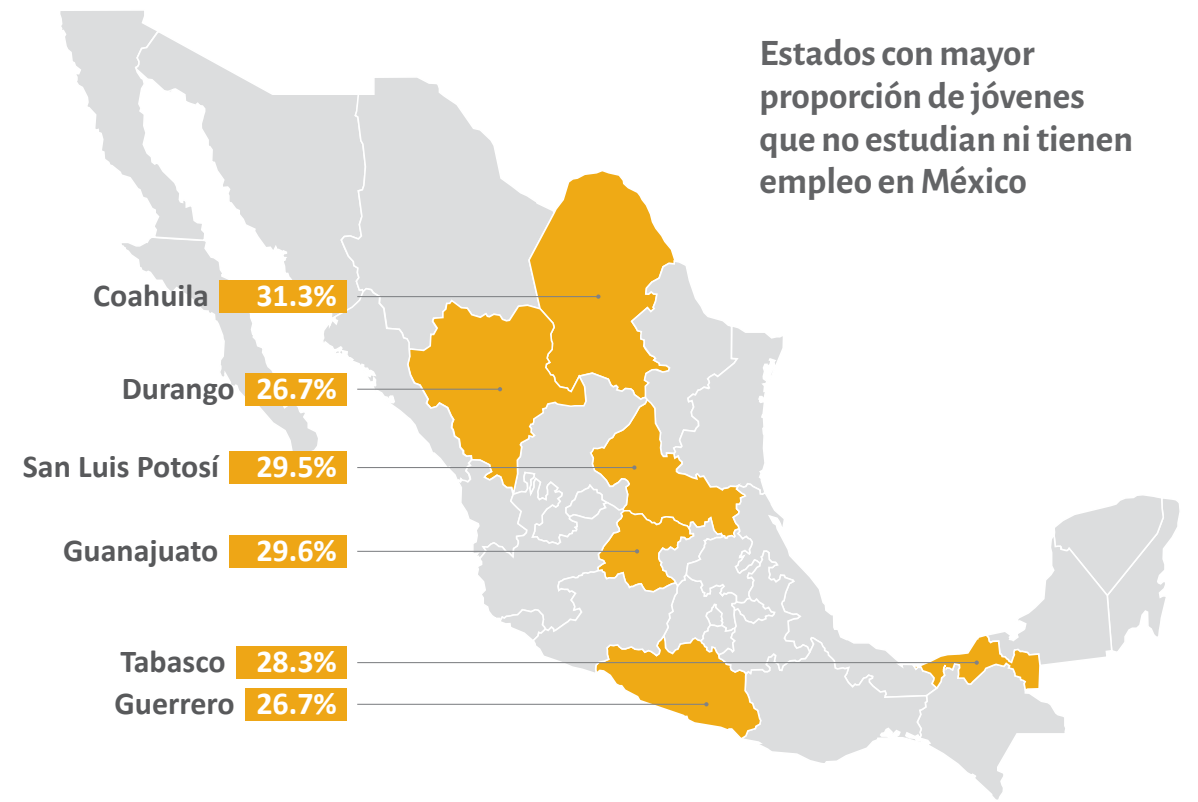 Estados con mayor
proporción de jóvenes
que no estudian ni tienen
empleo en México
Coahuila 31.3%
Durango 26.7%
San Luis Potosí 29.5%
Guanajuato 29.6%
Tabasco 28.3%
Guerrero 26.7%